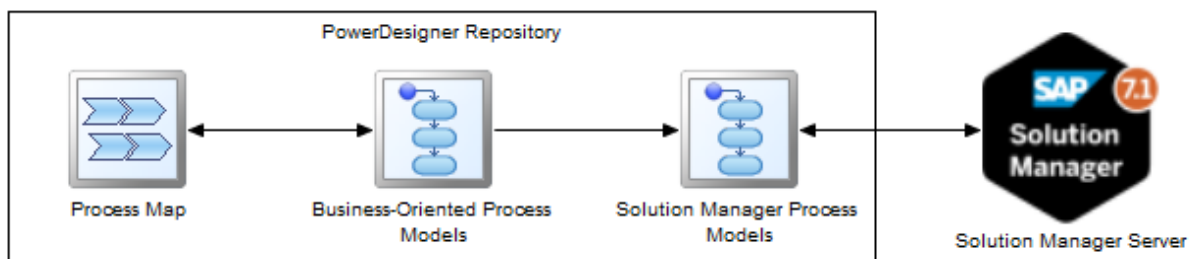 PowerDesigner Repository
SAP
7.1
Solution
Manager
Process Map
Business-Oriented Process
Models
Solution Manager Process
Models
Solution Manager Server